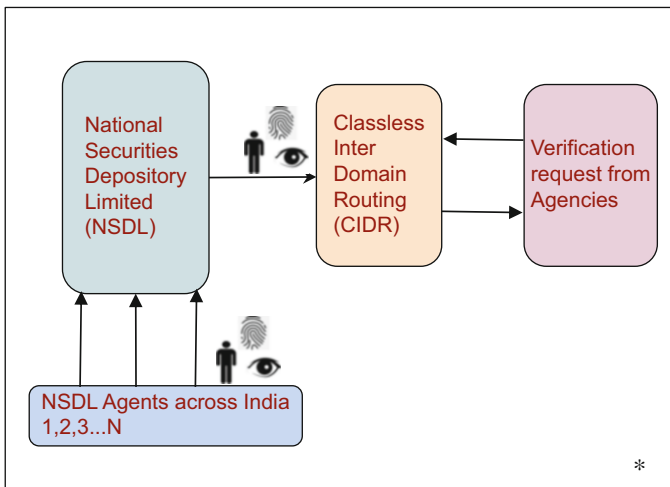 National
Securities
Depository
Limited
(NSDL)
Classless
Inter
Domain
Routing
(CIDR)
Verification
request from
Agencies
NSDL Agents across India
1,2,3...N
*